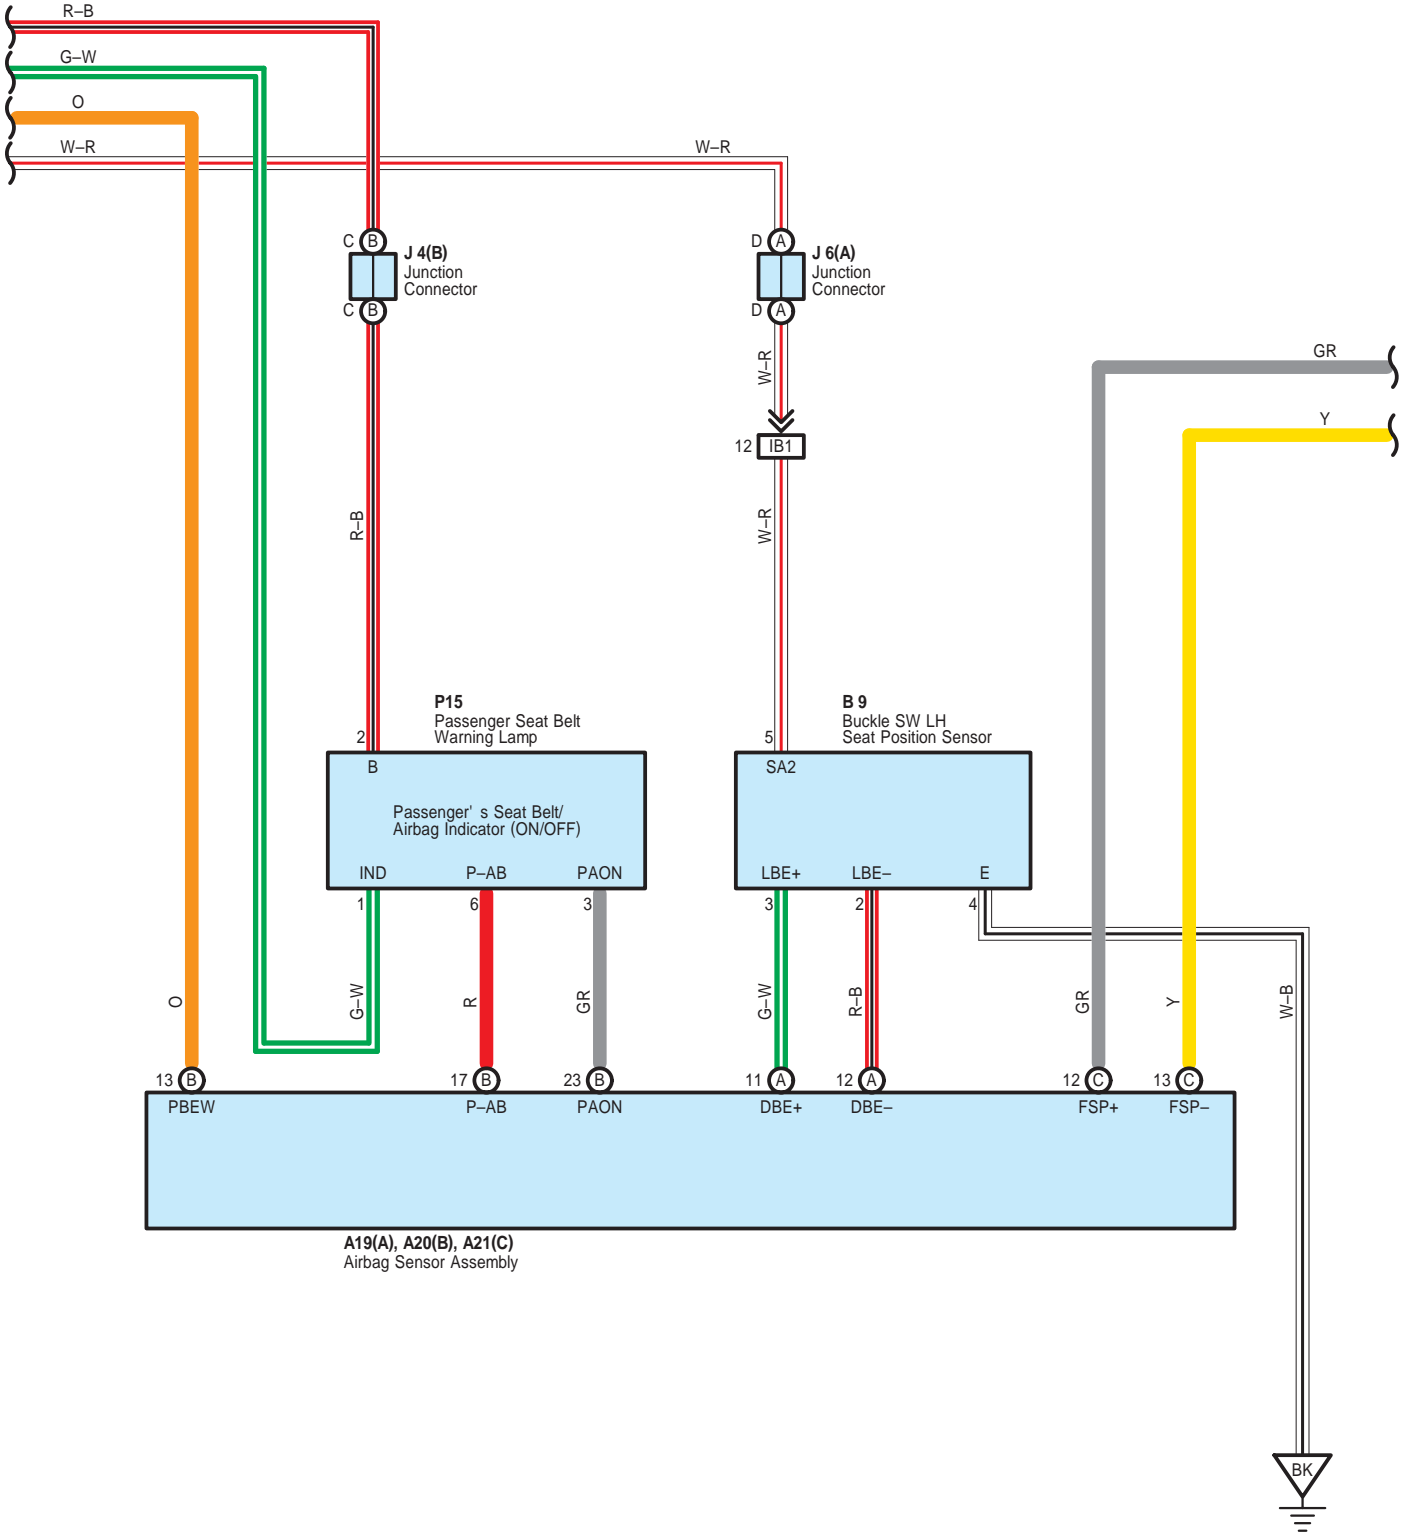 R–B
G–W
O
W–R W–R
C B
J 4(B)
Junction
Connector
C B
D A
J 6(A)
Junction
Connector
D A
W–R
GR
Y
12 IB1
R–B
W–R
P15
Passenger Seat Belt
Warning Lamp
B 9
Buckle SW LH
Seat Position Sensor
2
5
B
SA2
Passenger' s Seat Belt/
Airbag Indicator (ON/OFF)
IND P–AB PAON
LBE+ LBE– E
1 6 3
3 2 4
O G–W R GR G–W R–B GR Y W–B
13 B 17 B 23 B 11 A 12 A 12 C 13 C
PBEW P–AB PAON DBE+ DBE– FSP+ FSP–
A19(A), A20(B), A21(C)
Airbag Sensor Assembly
BK